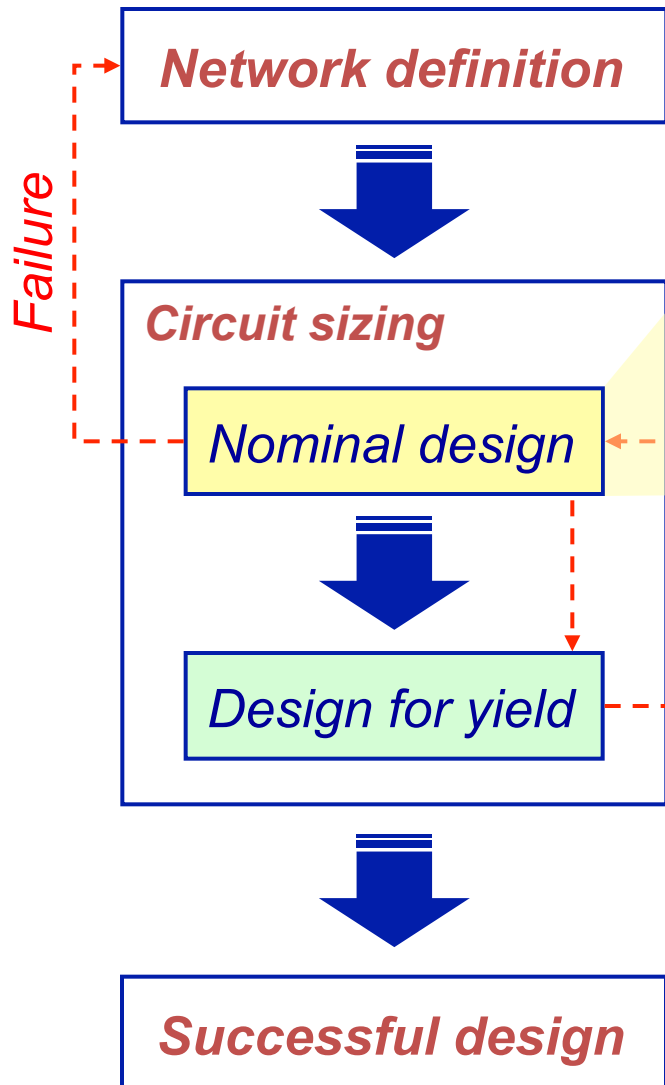 Network definition
Failure
Circuit sizing
Nominal design
Design for yield
Successful design